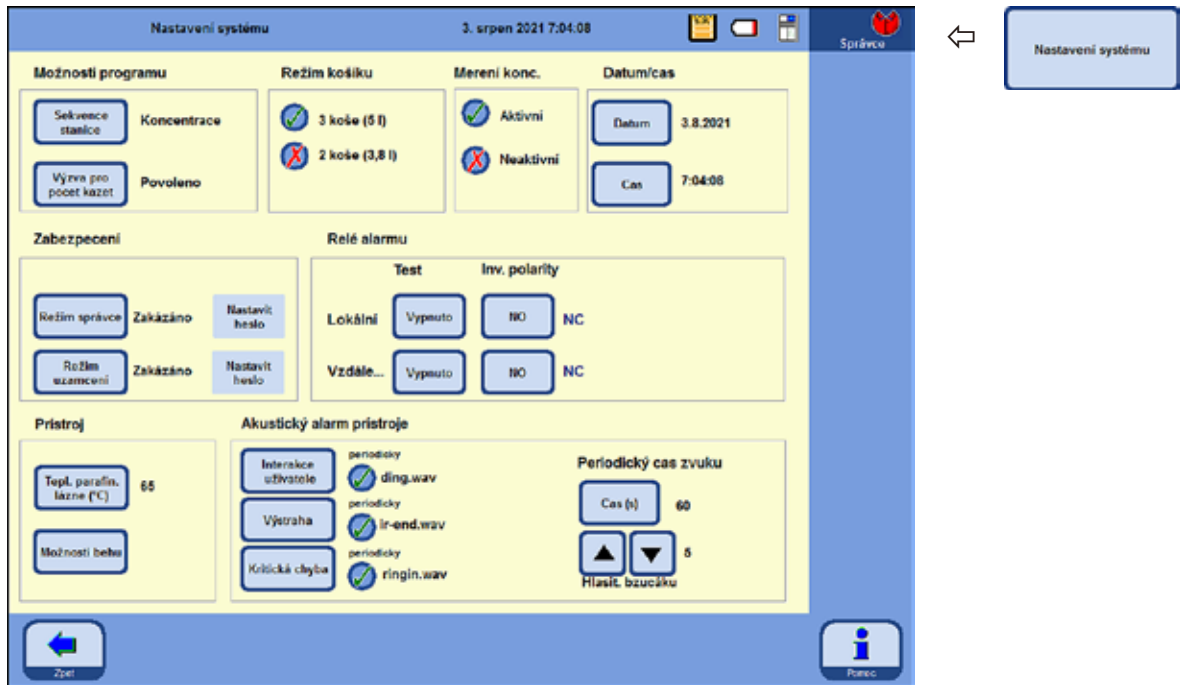 Nastavení systému
3. srpen 2021 7:04:08
Správce
Nastavení systému
Možnosti programu
Režim košíku
Merení konc.
Datum/cas
Sekvence
stanice
Koncentrace
3 koše (5 l)
Aktivní
Datum
3.8.2021
2 koše (3,8 l)
Neaktivní
Výzva pro
pocet kazet
Povoleno
Cas
7:04:08
Zabezpecení
Relé alarmu
Test
Inv. polarity
Režim správce
Zakázáno
Nastavit
heslo
Lokální
Vypnuto
NO
NC
Režim
uzamcení
Zakázáno
Nastavit
heslo
Vzdále...
Vypnuto
NO
NC
Prístroj
Akustický alarm prístroje
Tepl. parafín.
lázne (°C)
65
Možnosti behu
Interakce
uživatele
periodicky
ding.wav
Výstraha
periodicky
ir-end.wav
Kritická chyba
periodicky
ringin.wav
Periodický cas zvuku
Cas (s)
60
5
Hlasit. bzucáku
Zpet
Pomoc